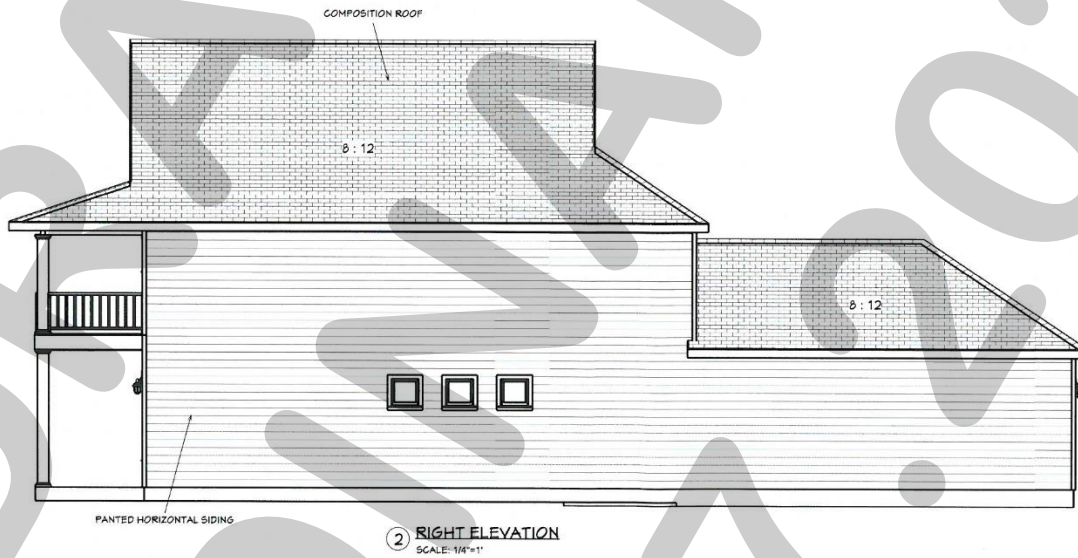 COMPOSITION ROOF
8 : 12
8 : 12
PANTED HORIZONTAL SIDING
2 RIGHT ELEVATION
SCALE: 1/4"=1'